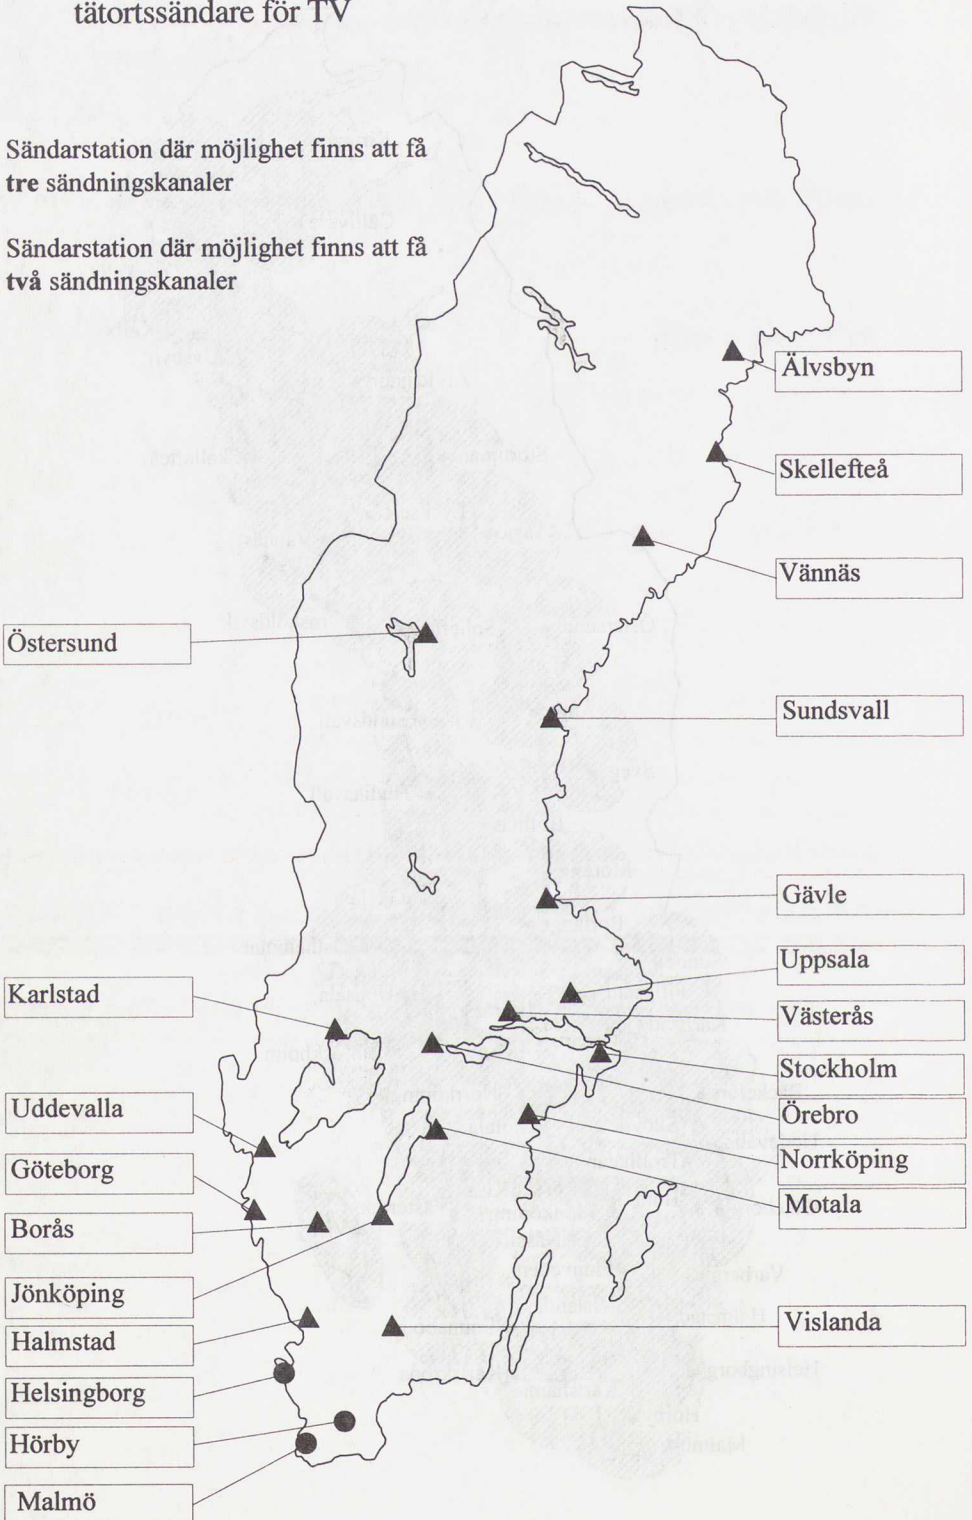 tätortssändare för TV
Sändarstation där möjlighet finns att få
tre sändningskanaler
Sändarstation där möjlighet finns att få
två sändningskanaler
Älvsbyn
Skellefteå
Vännäs
Östersund
Sundsvall
Gävle
Uppsala
Karlstad
Västerås
Stockholm
Uddevalla
Örebro
Göteborg
Norrköping
Borås
Motala
Jönköping
Halmstad
Vislanda
Helsingborg
Hörby
Malmö